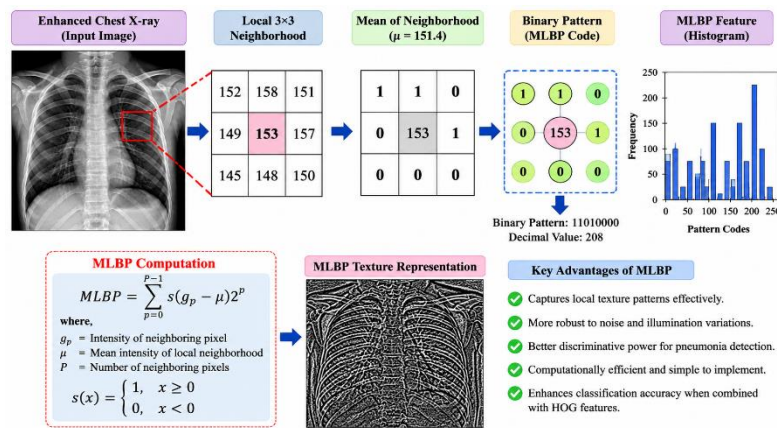 Enhanced Chest X-ray
(Input Image)
Local 3×3
Neighborhood
Mean of Neighborhood
(μ = 151.4)
Binary Pattern
(MLBP Code)
MLBP Feature
(Histogram)
152 158 151
149 153 157
145 148 150
1 1 0
0 153 1
0 0 0
1 1 0
0 153 1
0 0 0
Binary Pattern: 11010000
Decimal Value: 208
Frequency
250
200
150
100
50
0
0 50 100 150 200 250
Pattern Codes
MLBP Computation
MLBP = \sum_{p=0}^{P-1} s(g_p − μ)2^p
where,
g_p = Intensity of neighboring pixel
μ = Mean intensity of local neighborhood
P = Number of neighboring pixels
s(x) = { 1, x ≥ 0
0, x < 0
MLBP Texture Representation
Key Advantages of MLBP
Captures local texture patterns effectively.
More robust to noise and illumination variations.
Better discriminative power for pneumonia detection.
Computationally efficient and simple to implement.
Enhances classification accuracy when combined
with HOG features.